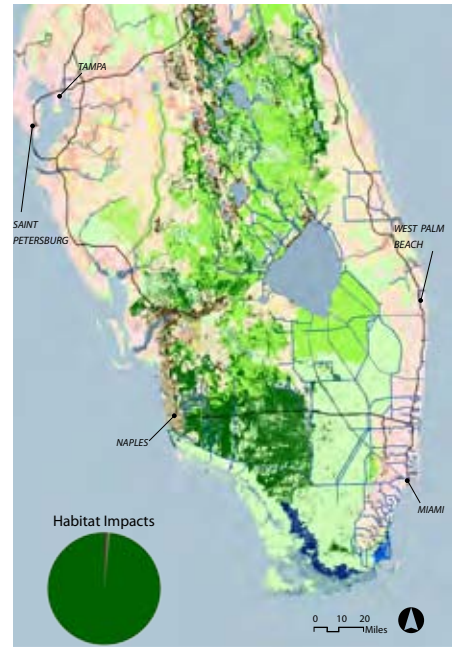 TAMPA
SAINT
PETERSBURG
WEST PALM
BEACH
NAPLES
MIAMI
Habitat Impacts
0 10 20
Miles